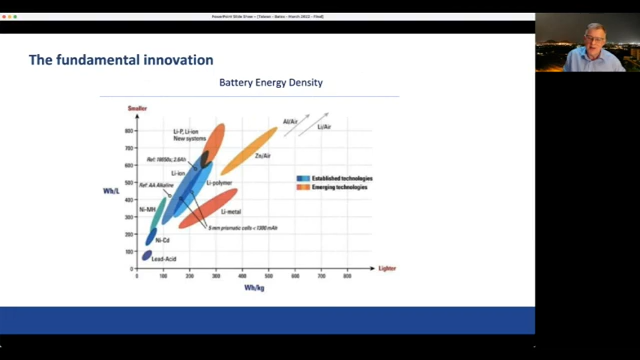 PowerPoint Slide Show - [Taiwan - Baiso - March 2022 - Final]
The fundamental innovation
Battery Energy Density
Smaller
Al/Air
Li/Air
800
Li-P, Li-ion
New systems
700
Ref: 18650s, 2.6Ah
Zn/Air
600
Li-ion
Established technologies
Emerging technologies
Wh/L
500
Ref: AA Alkaline
Li-polymer
400
Ni-MH
Li-metal
300
5 mm prismatic cells < 1300 mAh
200
Ni-Cd
100
Lead-Acid
0
Lighter
0 100 200 300 400 500 600 700 800
Wh/kg